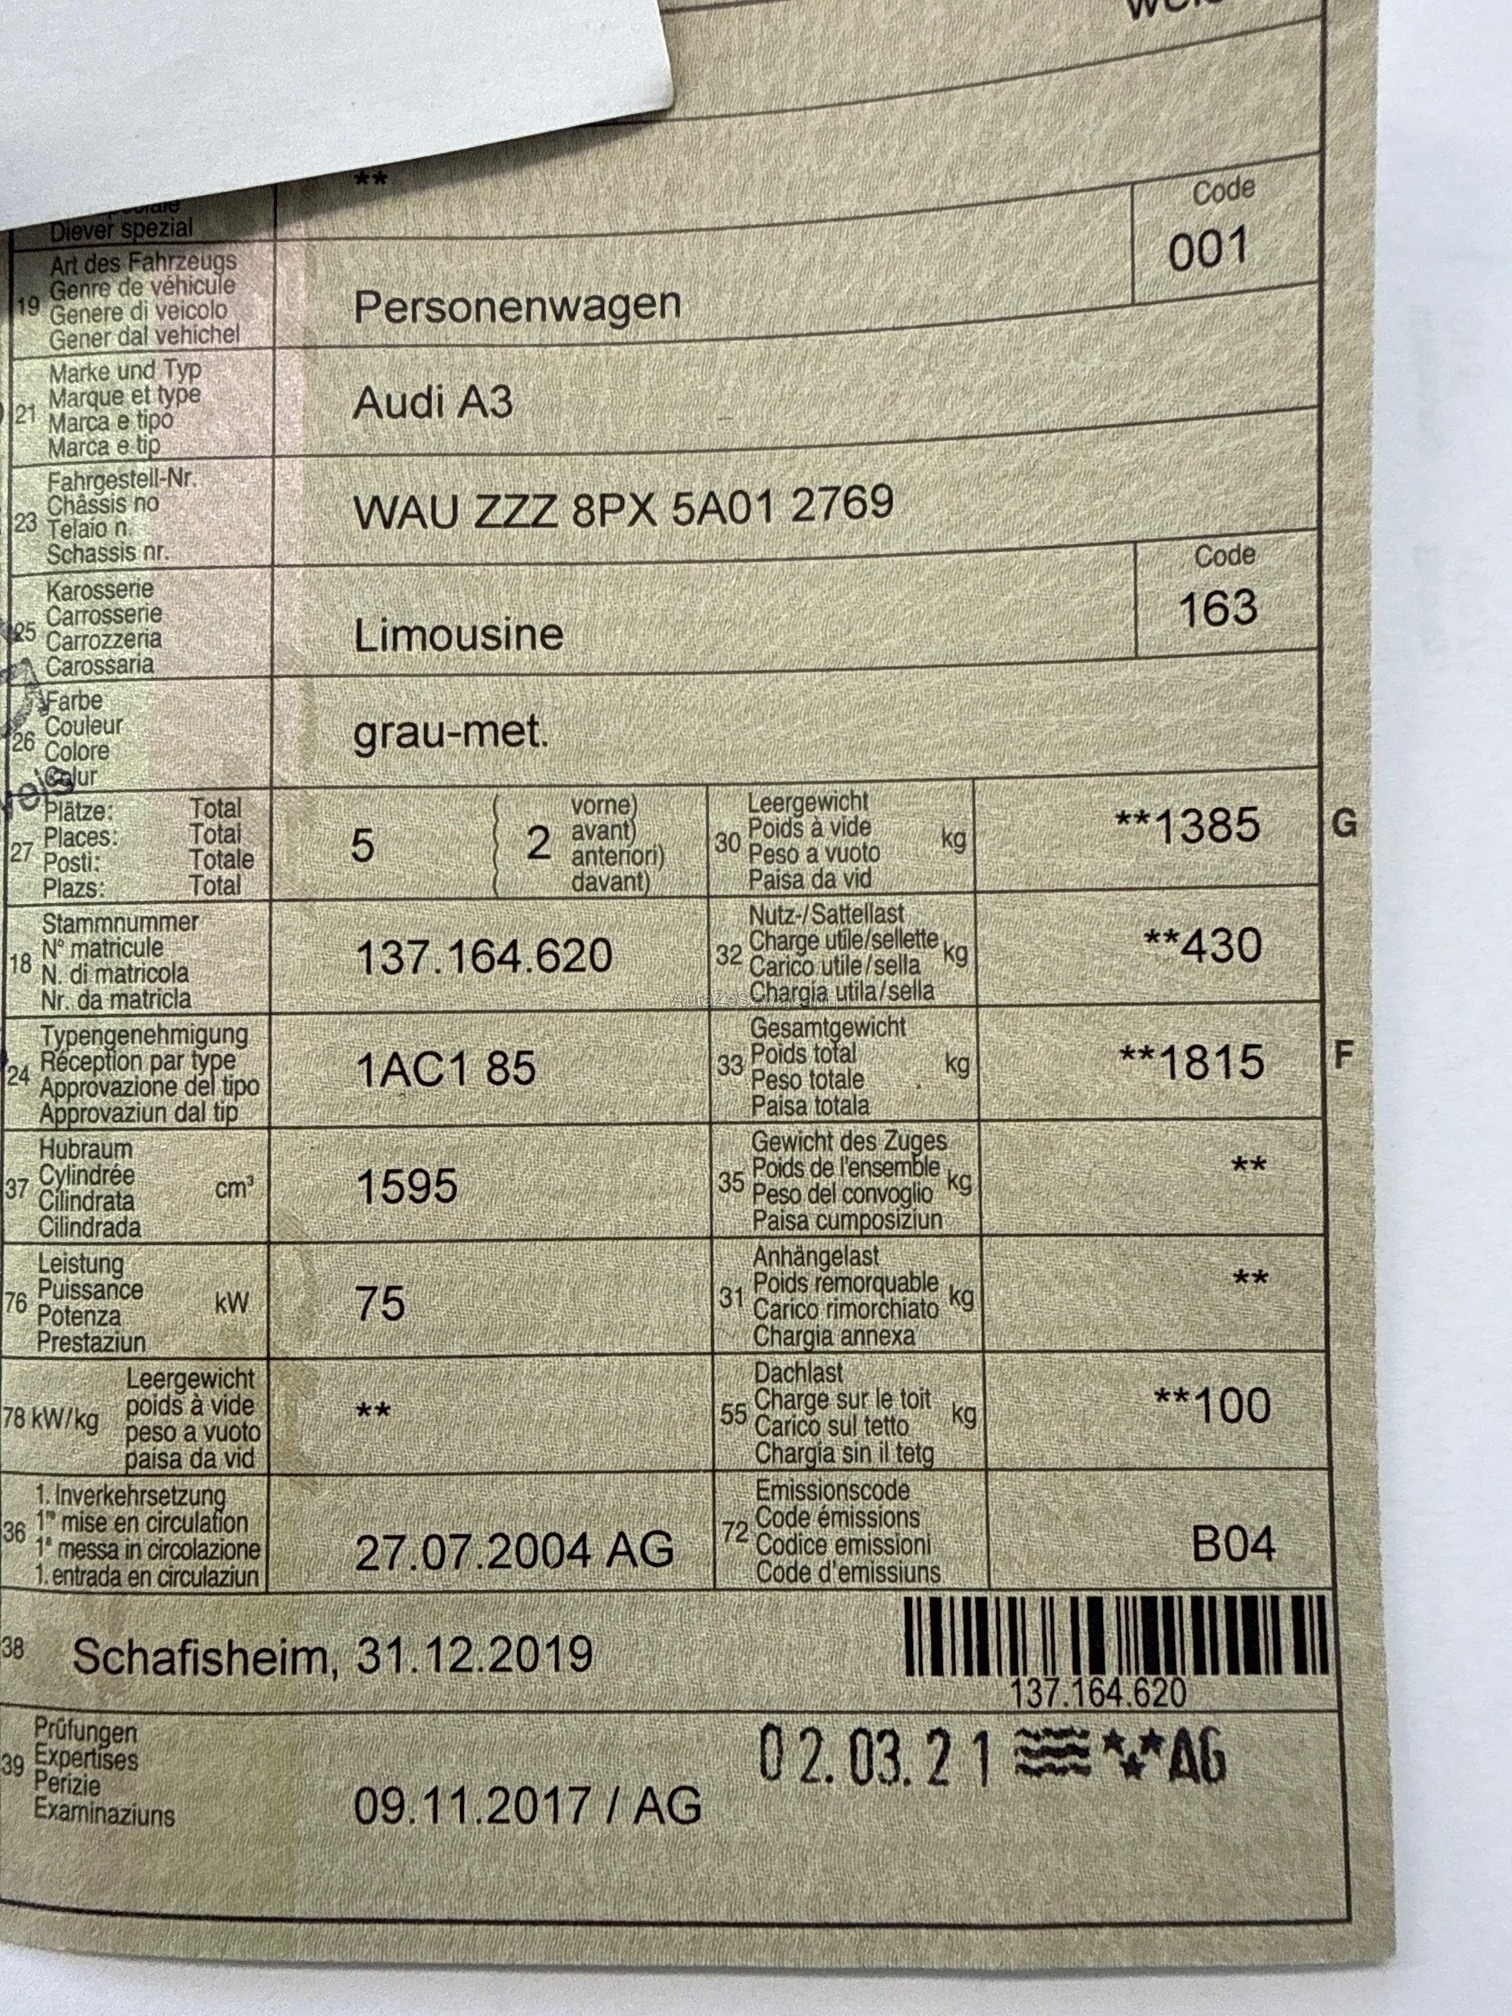 **
Diever spezial
Code
001
19
Art des Fahrzeugs
Genre de véhicule
Genere di veicolo
Gener dal vehichel
Personenwagen
21
Marke und Typ
Marque et type
Marca e tipo
Marca e tip
Audi A3
23
Fahrgestell-Nr.
Châssis no
Telaio n.
Schassis nr.
WAU ZZZ 8PX 5A01 2769
25
Karosserie
Carrosserie
Carrozzeria
Carossaria
Limousine
Code
163
26
Farbe
Couleur
Colore
Colur
grau-met.
27
Plätze: Total
Places: Total
Posti: Totale
Plazs: Total
5
2
vorne)
avant)
anteriori)
davant)
30
Leergewicht
Poids à vide
Peso a vuoto
Paisa da vid
kg
**1385
G
18
Stammnummer
N° matricule
N. di matricola
Nr. da matricla
137.164.620
32
Nutz-/Sattellast
Charge utile/sellette
Carico utile/sella
Chargia utila/sella
kg
**430
24
Typengenehmigung
Réception par type
Approvazione del tipo
Approvaziun dal tip
1AC1 85
33
Gesamtgewicht
Poids total
Peso totale
Paisa totala
kg
**1815
F
37
Hubraum
Cylindrée
Cilindrata
Cilindrada
cm³
1595
35
Gewicht des Zuges
Poids de l'ensemble
Peso del convoglio
Paisa cumposiziun
kg
**
76
Leistung
Puissance
Potenza
Prestaziun
kW
75
31
Anhängelast
Poids remorquable
Carico rimorchiato
Chargia annexa
kg
**
78 kW/kg
Leergewicht
poids à vide
peso a vuoto
paisa da vid
**
55
Dachlast
Charge sur le toit
Carico sul tetto
Chargia sin il tetg
kg
**100
36
1. Inverkehrsetzung
1re mise en circulation
1a messa in circolazione
1. entrada en circulaziun
27.07.2004 AG
72
Emissionscode
Code émissions
Codice emissioni
Code d'emissiuns
B04
38
Schafisheim, 31.12.2019
137.164.620
39
Prüfungen
Expertises
Perizie
Examinaziuns
02.03.21 AG
09.11.2017 / AG